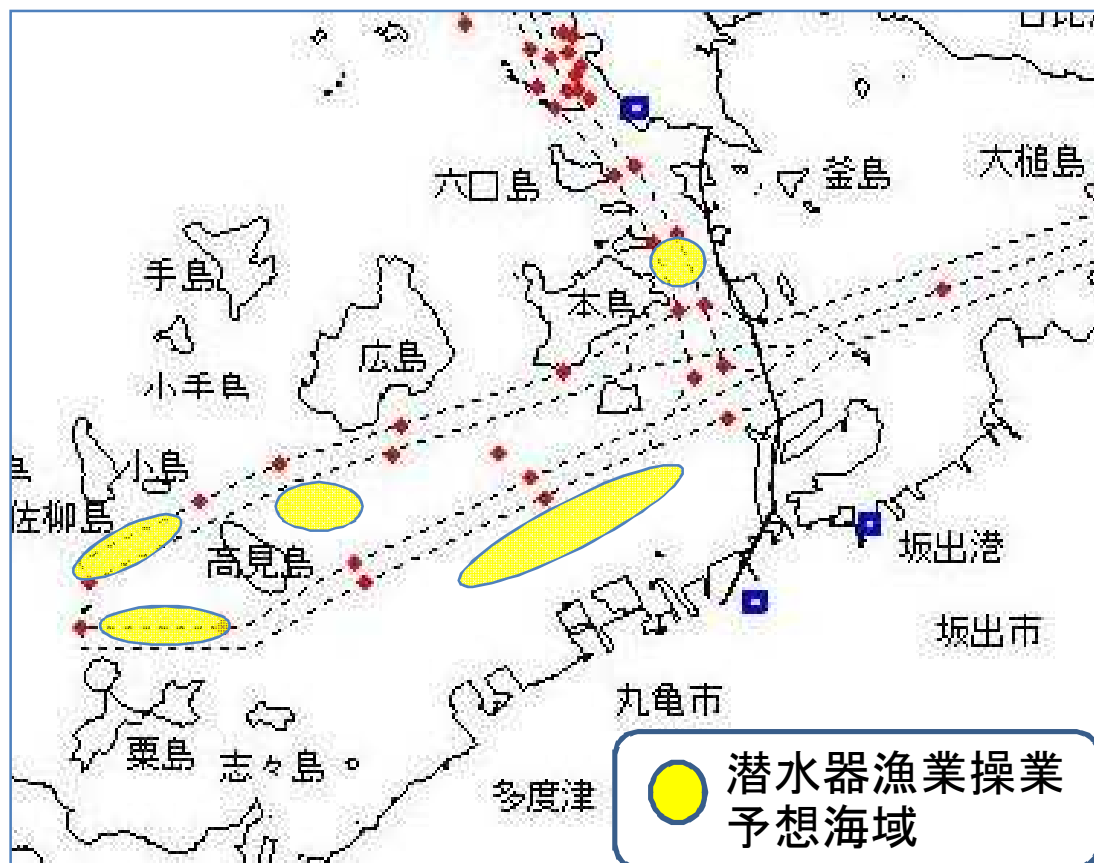 六口島
釜島
大槌島
手島
本島
広島
小手島
小島
島
佐柳島
高見島
坂出港
坂出市
丸亀市
粟島
志々島
多度津
潜水器漁業操業
予想海域